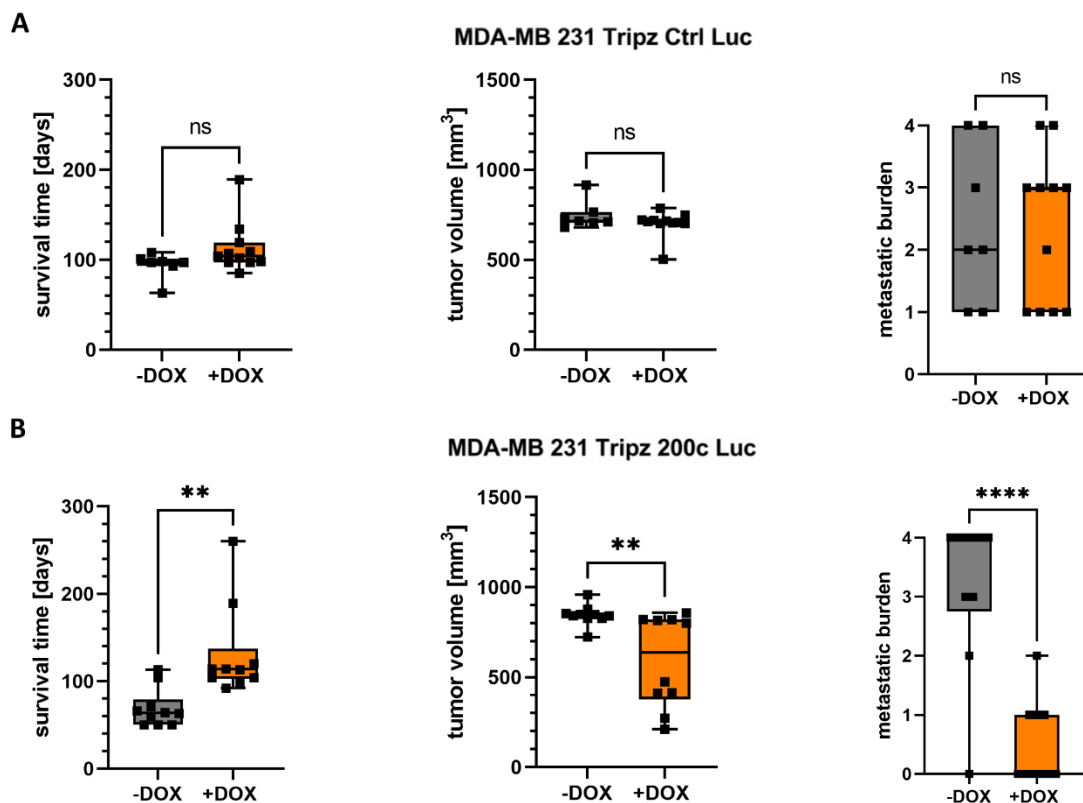 A
MDA-MB 231 Tripz Ctrl Luc
survival time [days]
300
200
100
0
ns
-DOX +DOX
tumor volume [mm³]
1500
1000
500
0
ns
-DOX +DOX
metastatic burden
4
3
2
1
0
ns
-DOX +DOX
B
MDA-MB 231 Tripz 200c Luc
survival time [days]
300
200
100
0
**
-DOX +DOX
tumor volume [mm³]
1500
1000
500
0
**
-DOX +DOX
metastatic burden
4
3
2
1
0
****
-DOX +DOX